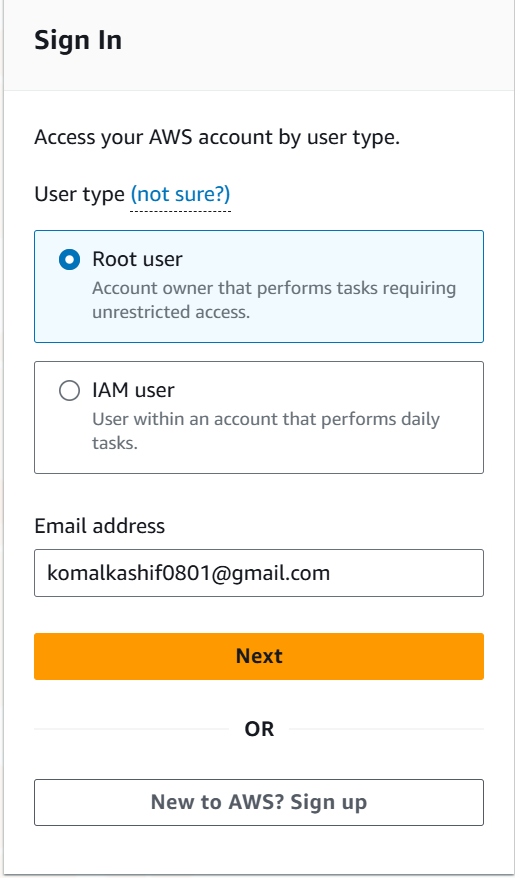 Sign In
Access your AWS account by user type.
User type (not sure?)
Root user
Account owner that performs tasks requiring
unrestricted access.
IAM user
User within an account that performs daily
tasks.
Email address
komalkashif0801@gmail.com
Next
OR
New to AWS? Sign up